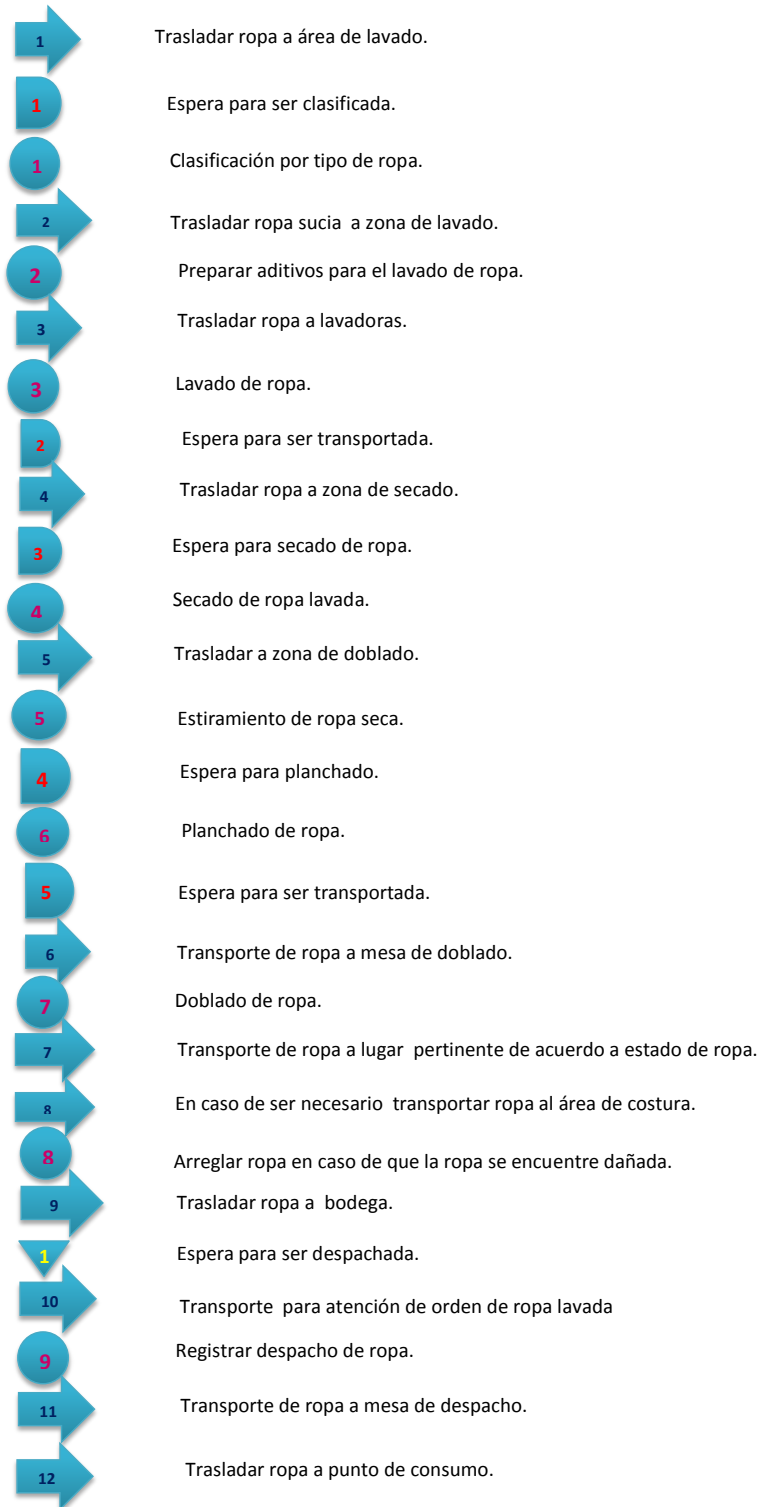 1 Trasladar ropa a área de lavado.
1 Espera para ser clasificada.
1 Clasificación por tipo de ropa.
2 Trasladar ropa sucia  a zona de lavado.
2 Preparar aditivos para el lavado de ropa.
3 Trasladar ropa a lavadoras.
3 Lavado de ropa.
2 Espera para ser transportada.
4 Trasladar ropa a zona de secado.
3 Espera para secado de ropa.
4 Secado de ropa lavada.
5 Trasladar a zona de doblado.
5 Estiramiento de ropa seca.
4 Espera para planchado.
6 Planchado de ropa.
5 Espera para ser transportada.
6 Transporte de ropa a mesa de doblado.
7 Doblado de ropa.
7 Transporte de ropa a lugar  pertinente de acuerdo a estado de ropa.
8 En caso de ser necesario  transportar ropa al área de costura.
8 Arreglar ropa en caso de que la ropa se encuentre dañada.
9 Trasladar ropa a  bodega.
1 Espera para ser despachada.
10 Transporte  para atención de orden de ropa lavada
9 Registrar despacho de ropa.
11 Transporte de ropa a mesa de despacho.
12 Trasladar ropa a punto de consumo.